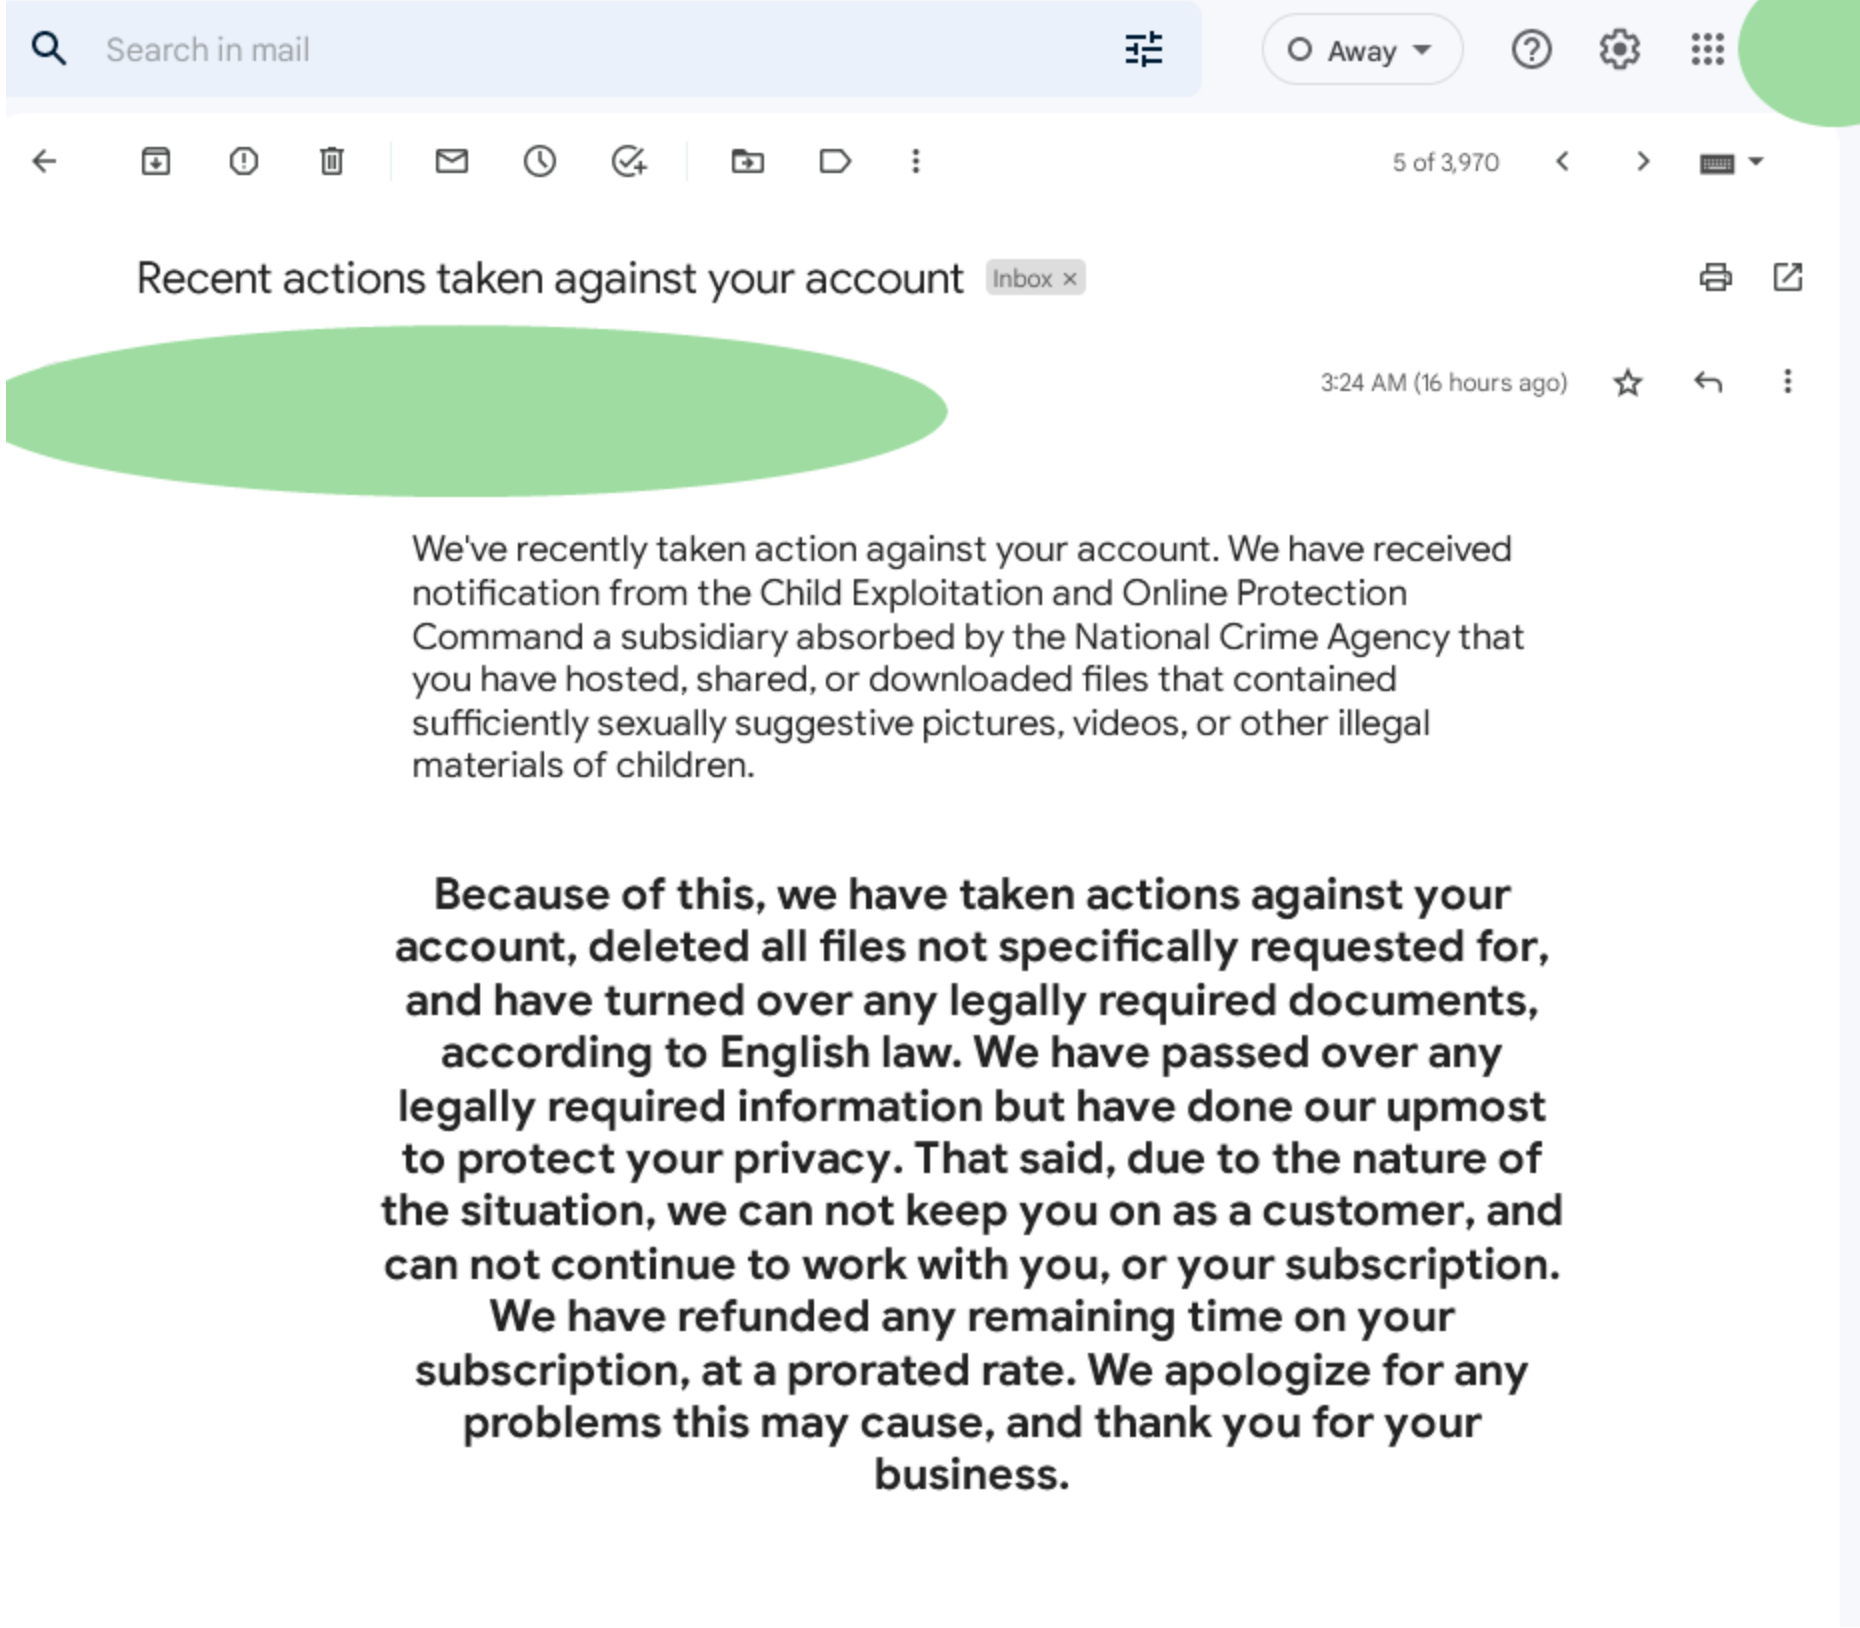 Search in mail
Away
5 of 3,970
Recent actions taken against your account Inbox ×
3:24 AM (16 hours ago)
We've recently taken action against your account. We have received
notification from the Child Exploitation and Online Protection
Command a subsidiary absorbed by the National Crime Agency that
you have hosted, shared, or downloaded files that contained
sufficiently sexually suggestive pictures, videos, or other illegal
materials of children.
Because of this, we have taken actions against your
account, deleted all files not specifically requested for,
and have turned over any legally required documents,
according to English law. We have passed over any
legally required information but have done our upmost
to protect your privacy. That said, due to the nature of
the situation, we can not keep you on as a customer, and
can not continue to work with you, or your subscription.
We have refunded any remaining time on your
subscription, at a prorated rate. We apologize for any
problems this may cause, and thank you for your
business.